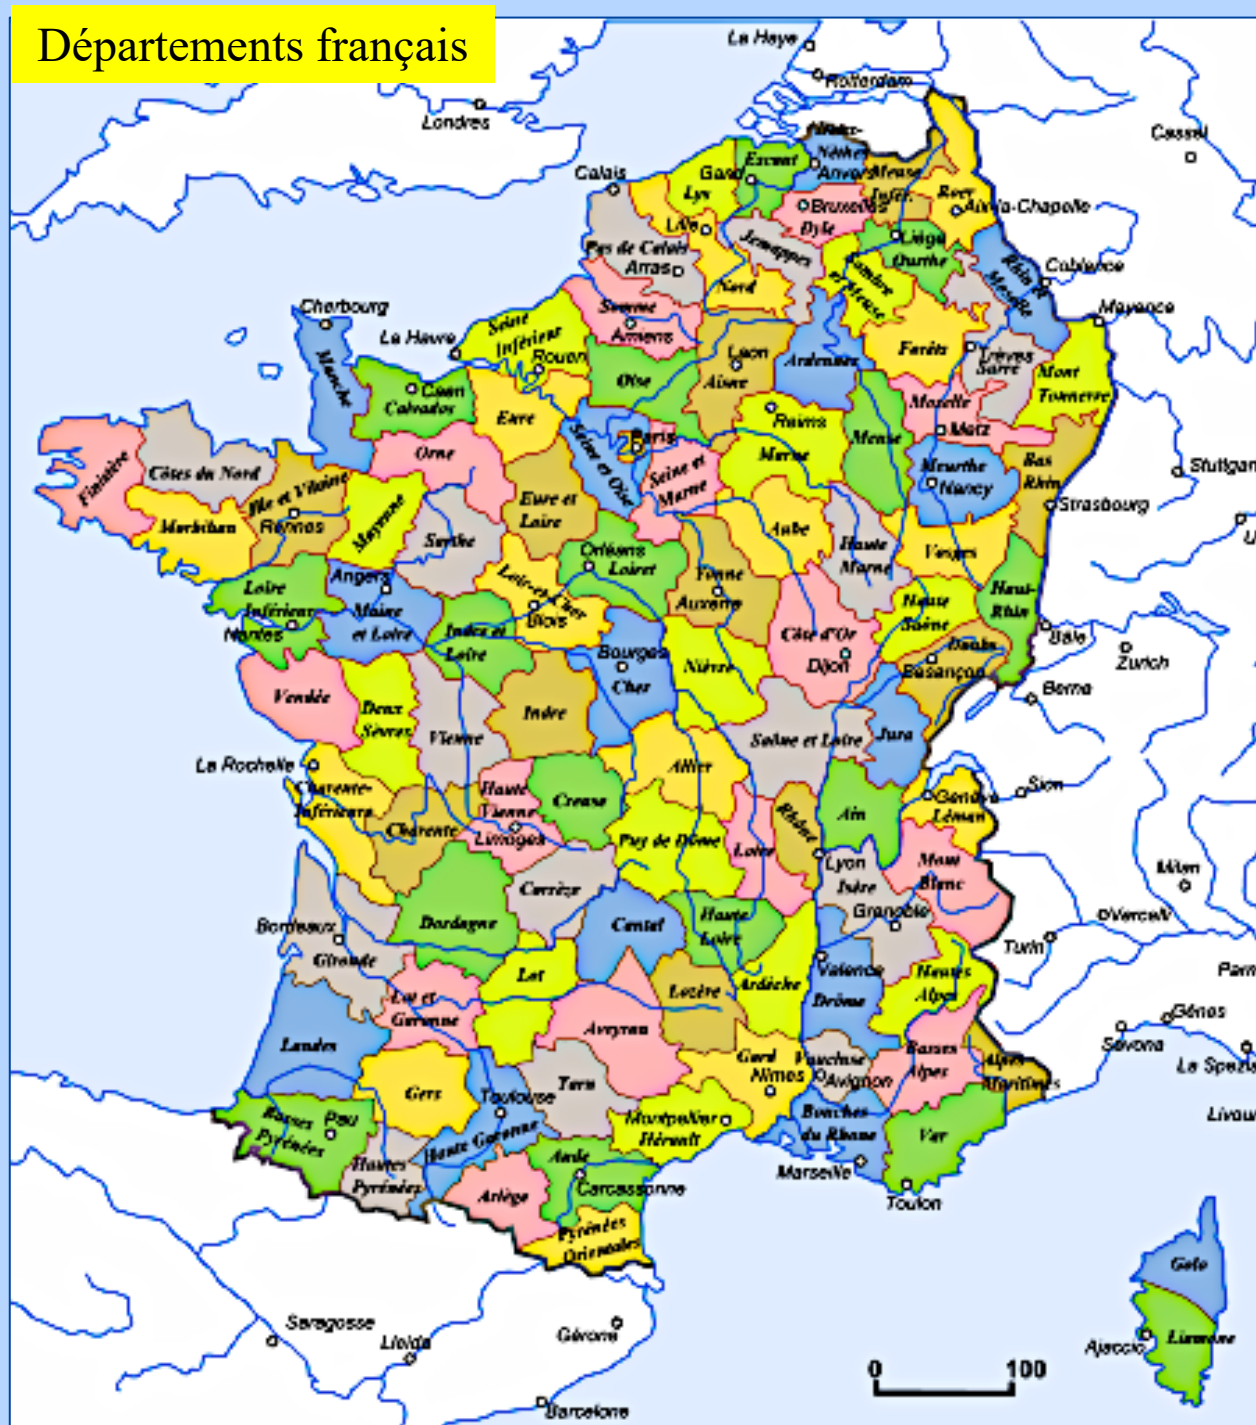 Départements français
La Haye
Rotterdam
Londres
Cassel
Calais
Escaut
Gand
Lys
Nèthes
Anvers
Meuse
Infér.
Roer
Aix-la-Chapelle
Bruxelles
Dyle
Lille
Jemappes
Liège
Ourthe
Pas de Calais
Arras
Sambre
et Meuse
Rhin et
Moselle
Coblence
Nord
Cherbourg
Somme
Amiens
Mayence
Seine
Inférieur
Le Havre
Rouen
Laon
Aisne
Ardennes
Forêts
Trèves
Sarre
Mont
Tonnerre
Manche
Caen
Calvados
Oise
Eure
Reims
Moselle
Metz
Paris
Meuse
Marne
Orne
Seine et Oise
Seine et
Marne
Meurthe
Nancy
Bas
Rhin
Stuttgart
Strasbourg
Finistère
Côtes du Nord
Ille et Vilaine
Rennes
Morbihan
Mayenne
Sarthe
Eure et
Loire
Aube
Haute
Marne
Vosges
Orléans
Loiret
Yonne
Auxerre
Haut-
Rhin
Loire
Inférieur
Nantes
Angers
Maine
et Loire
Loir-et-Cher
Blois
Indre et
Loire
Haute
Saône
Côte d'Or
Dijon
Doubs
Besançon
Bâle
Zurich
Berne
Bourges
Cher
Nièvre
Vendée
Deux
Sèvres
Vienne
Indre
Saône et Loire
Jura
La Rochelle
Charente-
Inférieure
Charente
Haute
Vienne
Limoges
Creuse
Allier
Puy de Dôme
Loire
Rhône
Ain
Genève
Léman
Sion
Lyon
Isère
Grenoble
Mont
Blanc
Milan
Vercelli
Turin
Bordeaux
Gironde
Dordogne
Corrèze
Cantal
Haute
Loire
Lot
Valence
Drôme
Ardèche
Hautes
Alpes
Parm
Gênes
Savona
La Spezia
Livour
Lot et
Garonne
Aveyron
Lozère
Landes
Gers
Tarn
Gard
Nîmes
Vaucluse
Avignon
Basses
Alpes
Alpes
Maritimes
Toulouse
Haute Garonne
Montpellier
Hérault
Bouches
du Rhone
Marseille
Var
Toulon
Basses
Pyrénées
Pau
Hautes
Pyrénées
Ariège
Aude
Carcassonne
Pyrénées
Orientales
Golo
Liamone
Ajaccio
Saragosse
Gérone
Barcelone
0 100